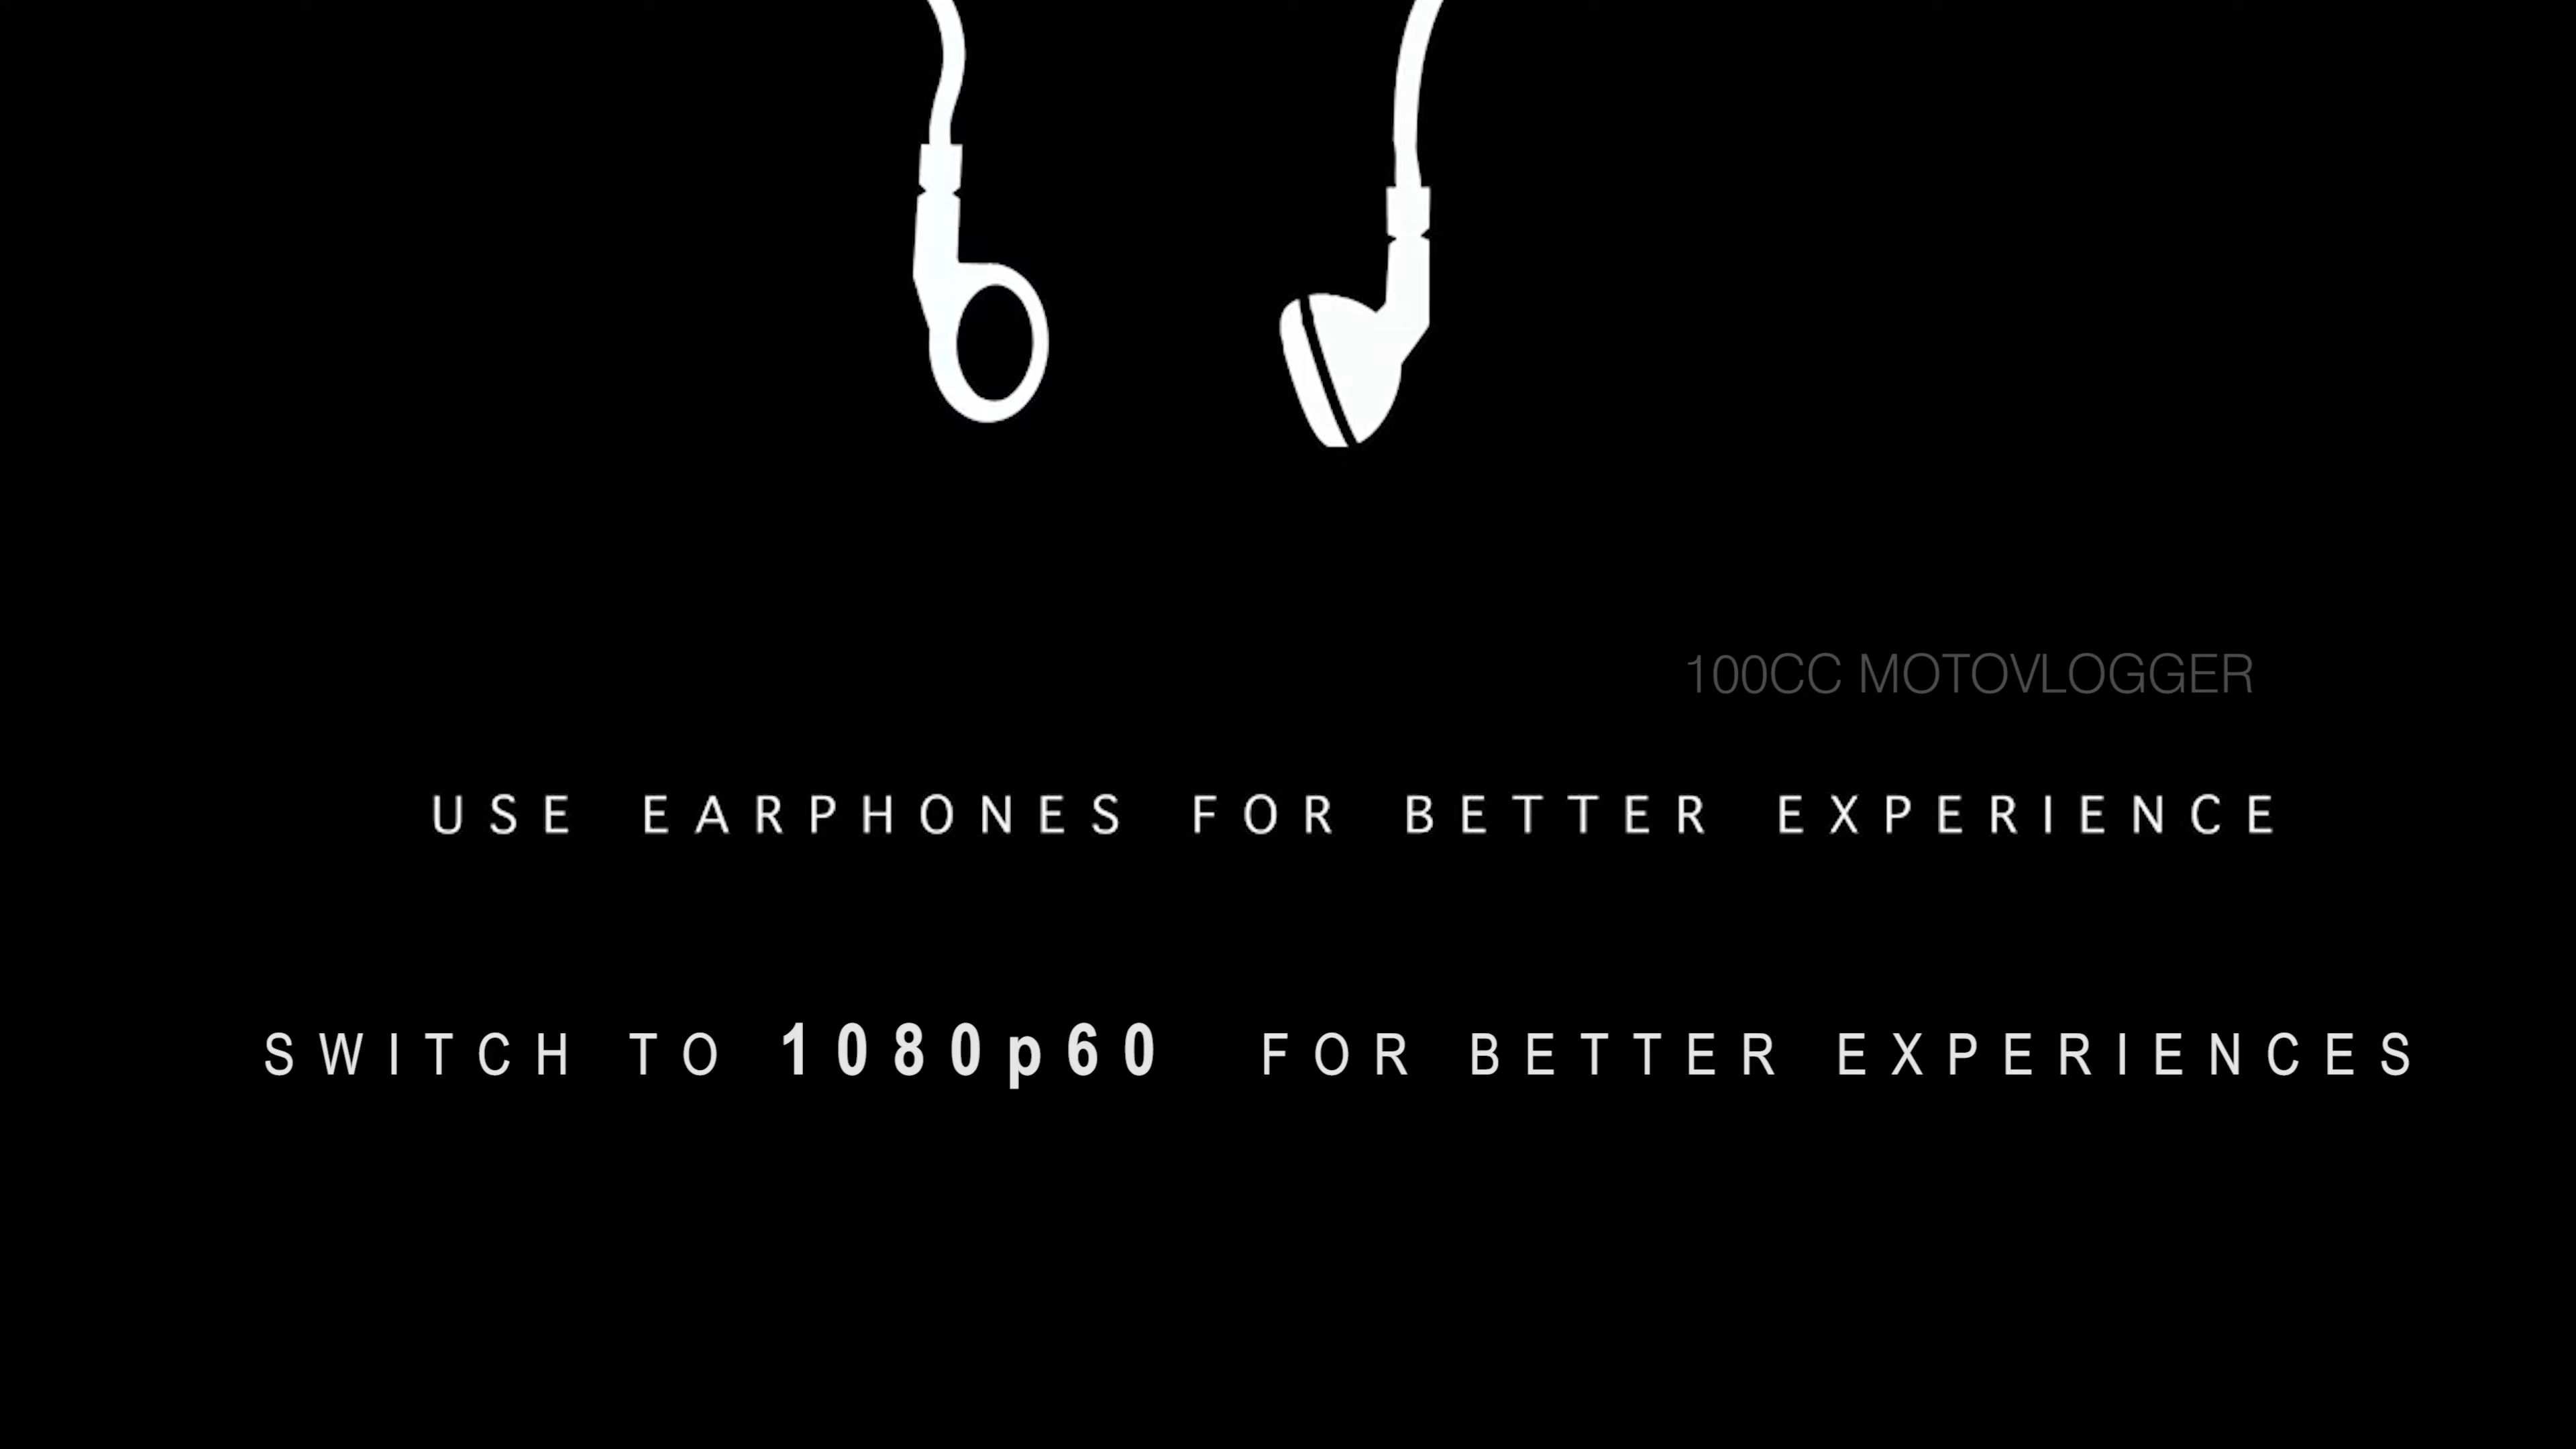 100CC MOTOVLOGGER
USE EARPHONES FOR BETTER EXPERIENCE
SWITCH TO 1080p60 FOR BETTER EXPERIENCES